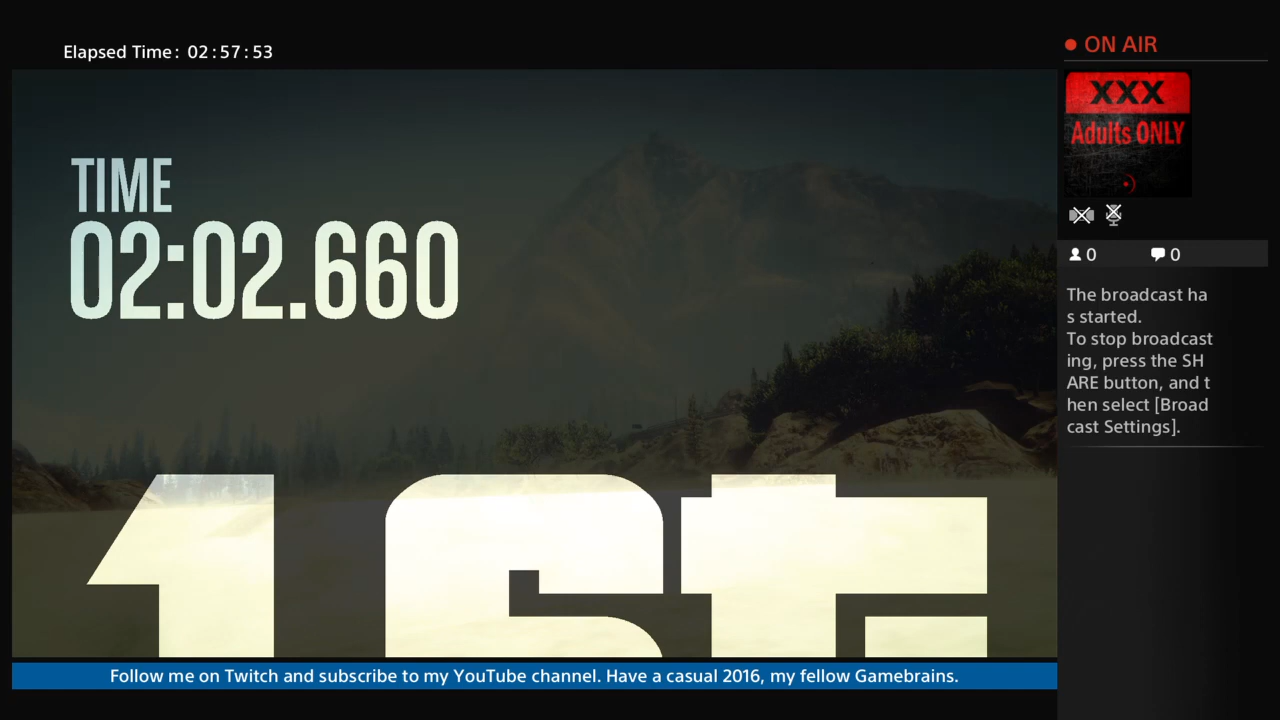 Elapsed Time: 02:57:53
ON AIR
XXX
Adults ONLY
TIME
02:02.660
1st
0 0
The broadcast ha
s started.
To stop broadcast
ing, press the SH
ARE button, and t
hen select [Broad
cast Settings].
Follow me on Twitch and subscribe to my YouTube channel. Have a casual 2016, my fellow Gamebrains.